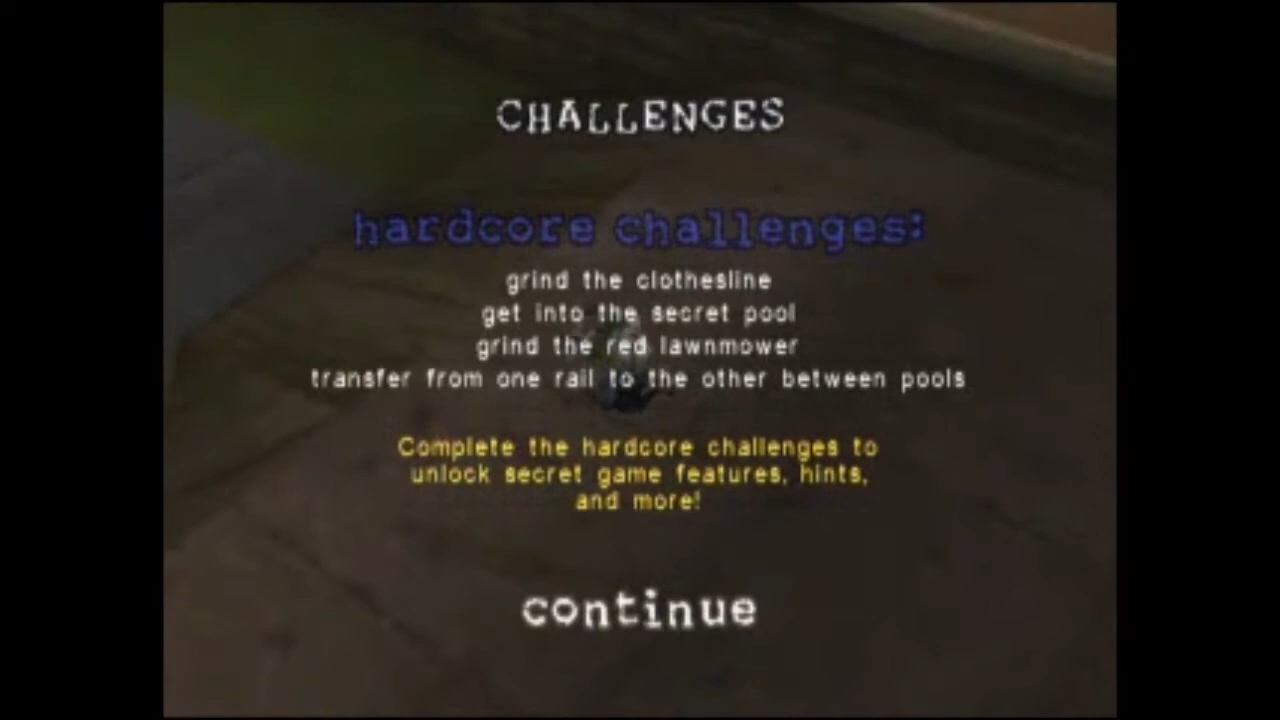 CHALLENGES
hardcore challenges:
grind the clothesline
get into the secret pool
grind the red lawnmower
transfer from one rail to the other between pools
Complete the hardcore challenges to
unlock secret game features, hints,
and more!
continue